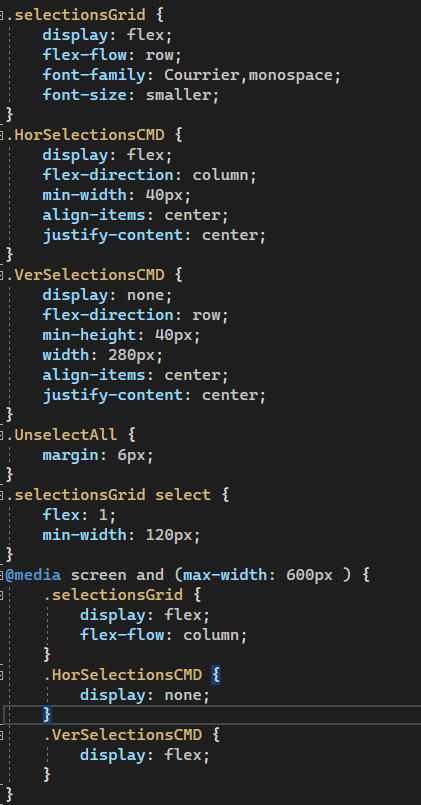 .selectionsGrid {
display: flex;
flex-flow: row;
font-family: Courrier,monospace;
font-size: smaller;
}
.HorSelectionsCMD {
display: flex;
flex-direction: column;
min-width: 40px;
align-items: center;
justify-content: center;
}
.VerSelectionsCMD {
display: none;
flex-direction: row;
min-height: 40px;
width: 280px;
align-items: center;
justify-content: center;
}
.UnselectAll {
margin: 6px;
}
.selectionsGrid select {
flex: 1;
min-width: 120px;
}
@media screen and (max-width: 600px ) {
.selectionsGrid {
display: flex;
flex-flow: column;
}
.HorSelectionsCMD {
display: none;
}
.VerSelectionsCMD {
display: flex;
}
}